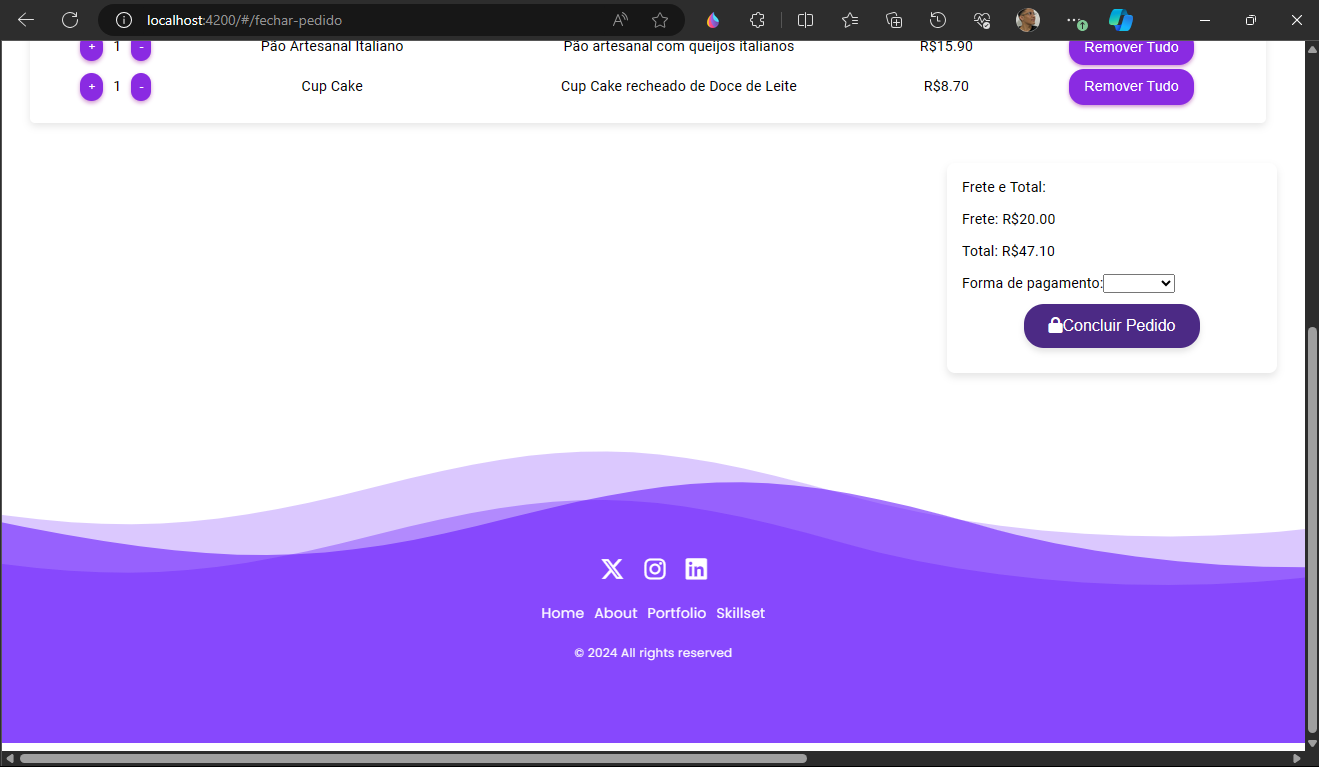 localhost:4200/#/fechar-pedido
+ 1 - Pão Artesanal Italiano Pão artesanal com queijos italianos R$15.90 Remover Tudo
+ 1 - Cup Cake Cup Cake recheado de Doce de Leite R$8.70 Remover Tudo
Frete e Total:
Frete: R$20.00
Total: R$47.10
Forma de pagamento:
Concluir Pedido
Home About Portfolio Skillset
© 2024 All rights reserved